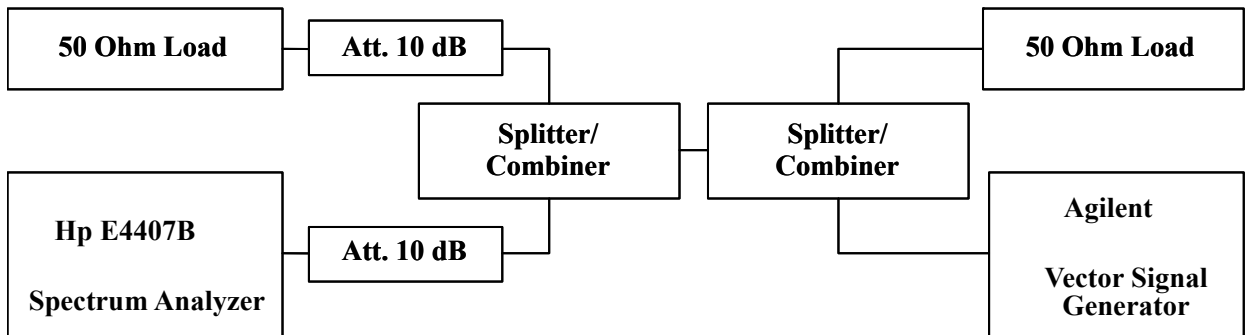 50 Ohm Load
Att. 10 dB
50 Ohm Load
Splitter/
Combiner
Splitter/
Combiner
Hp E4407B
Spectrum Analyzer
Att. 10 dB
Agilent
Vector Signal
Generator